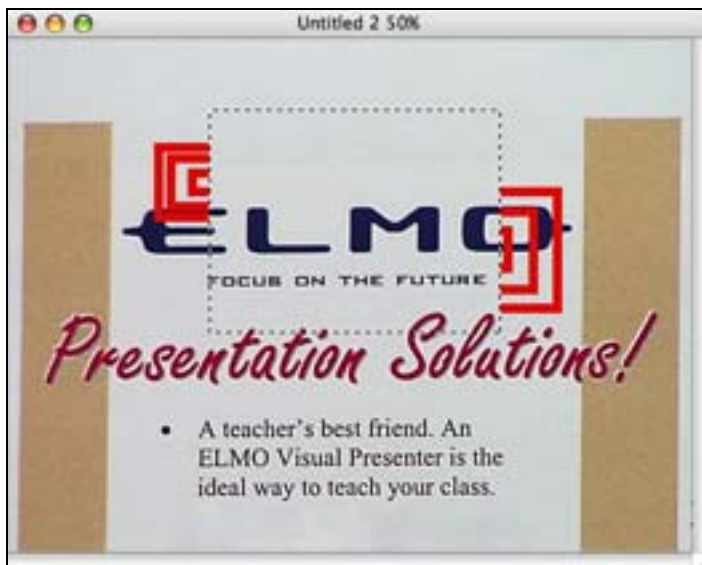 Untitled 2 50%
ELMO
FOCUS ON THE FUTURE
Presentation Solutions!
• A teacher's best friend. An
ELMO Visual Presenter is the
ideal way to teach your class.